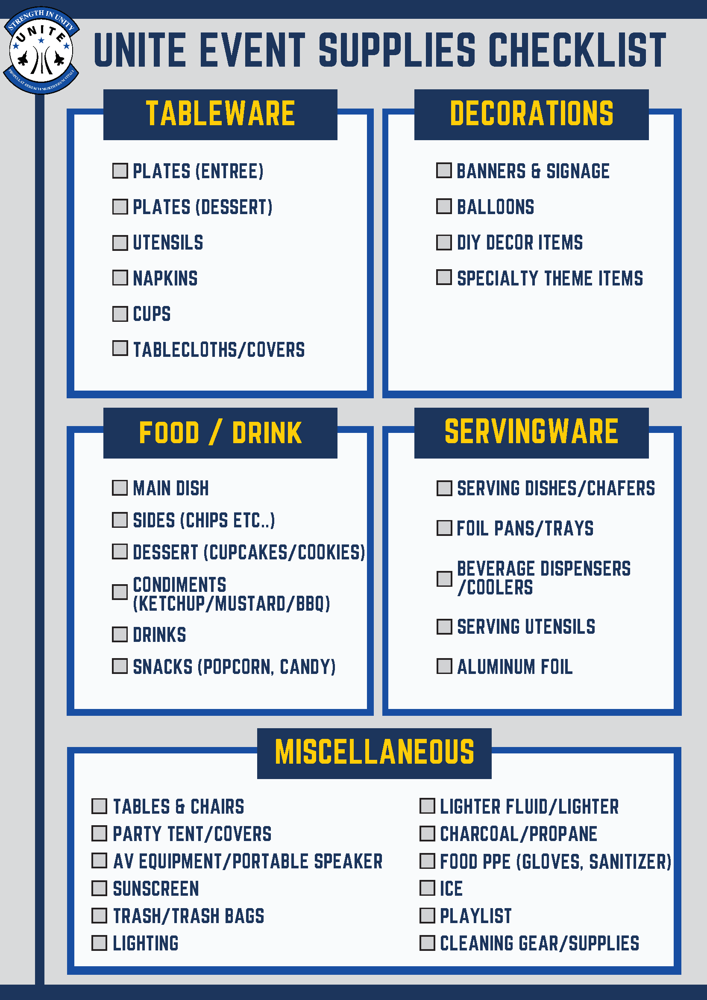 STRENGTH IN UNITY
UNITE
PROPELLAT AEREM VI MORTIFERUM VITALI
UNITE EVENT SUPPLIES CHECKLIST
TABLEWARE
PLATES (ENTREE)
PLATES (DESSERT)
UTENSILS
NAPKINS
CUPS
TABLECLOTHS/COVERS
DECORATIONS
BANNERS & SIGNAGE
BALLOONS
DIY DECOR ITEMS
SPECIALTY THEME ITEMS
FOOD / DRINK
MAIN DISH
SIDES (CHIPS ETC..)
DESSERT (CUPCAKES/COOKIES)
CONDIMENTS
(KETCHUP/MUSTARD/BBQ)
DRINKS
SNACKS (POPCORN, CANDY)
SERVINGWARE
SERVING DISHES/CHAFERS
FOIL PANS/TRAYS
BEVERAGE DISPENSERS
/COOLERS
SERVING UTENSILS
ALUMINUM FOIL
MISCELLANEOUS
TABLES & CHAIRS
PARTY TENT/COVERS
AV EQUIPMENT/PORTABLE SPEAKER
SUNSCREEN
TRASH/TRASH BAGS
LIGHTING
LIGHTER FLUID/LIGHTER
CHARCOAL/PROPANE
FOOD PPE (GLOVES, SANITIZER)
ICE
PLAYLIST
CLEANING GEAR/SUPPLIES